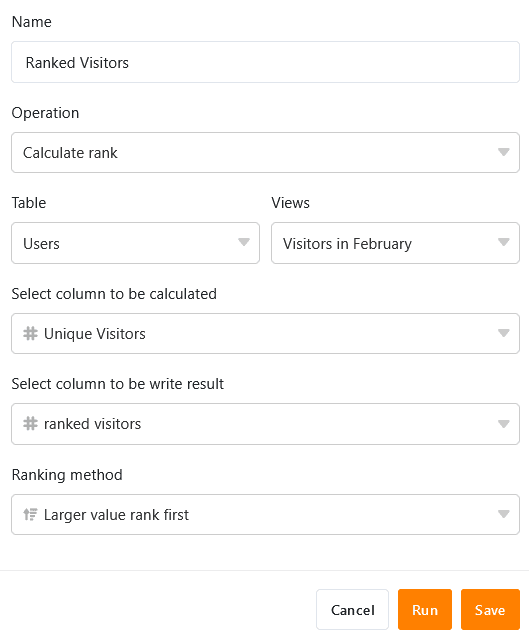 Name
Ranked Visitors
Operation
Calculate rank
Table
Views
Users
Visitors in February
Select column to be calculated
Unique Visitors
Select column to be write result
ranked visitors
Ranking method
Larger value rank first
Cancel
Run
Save